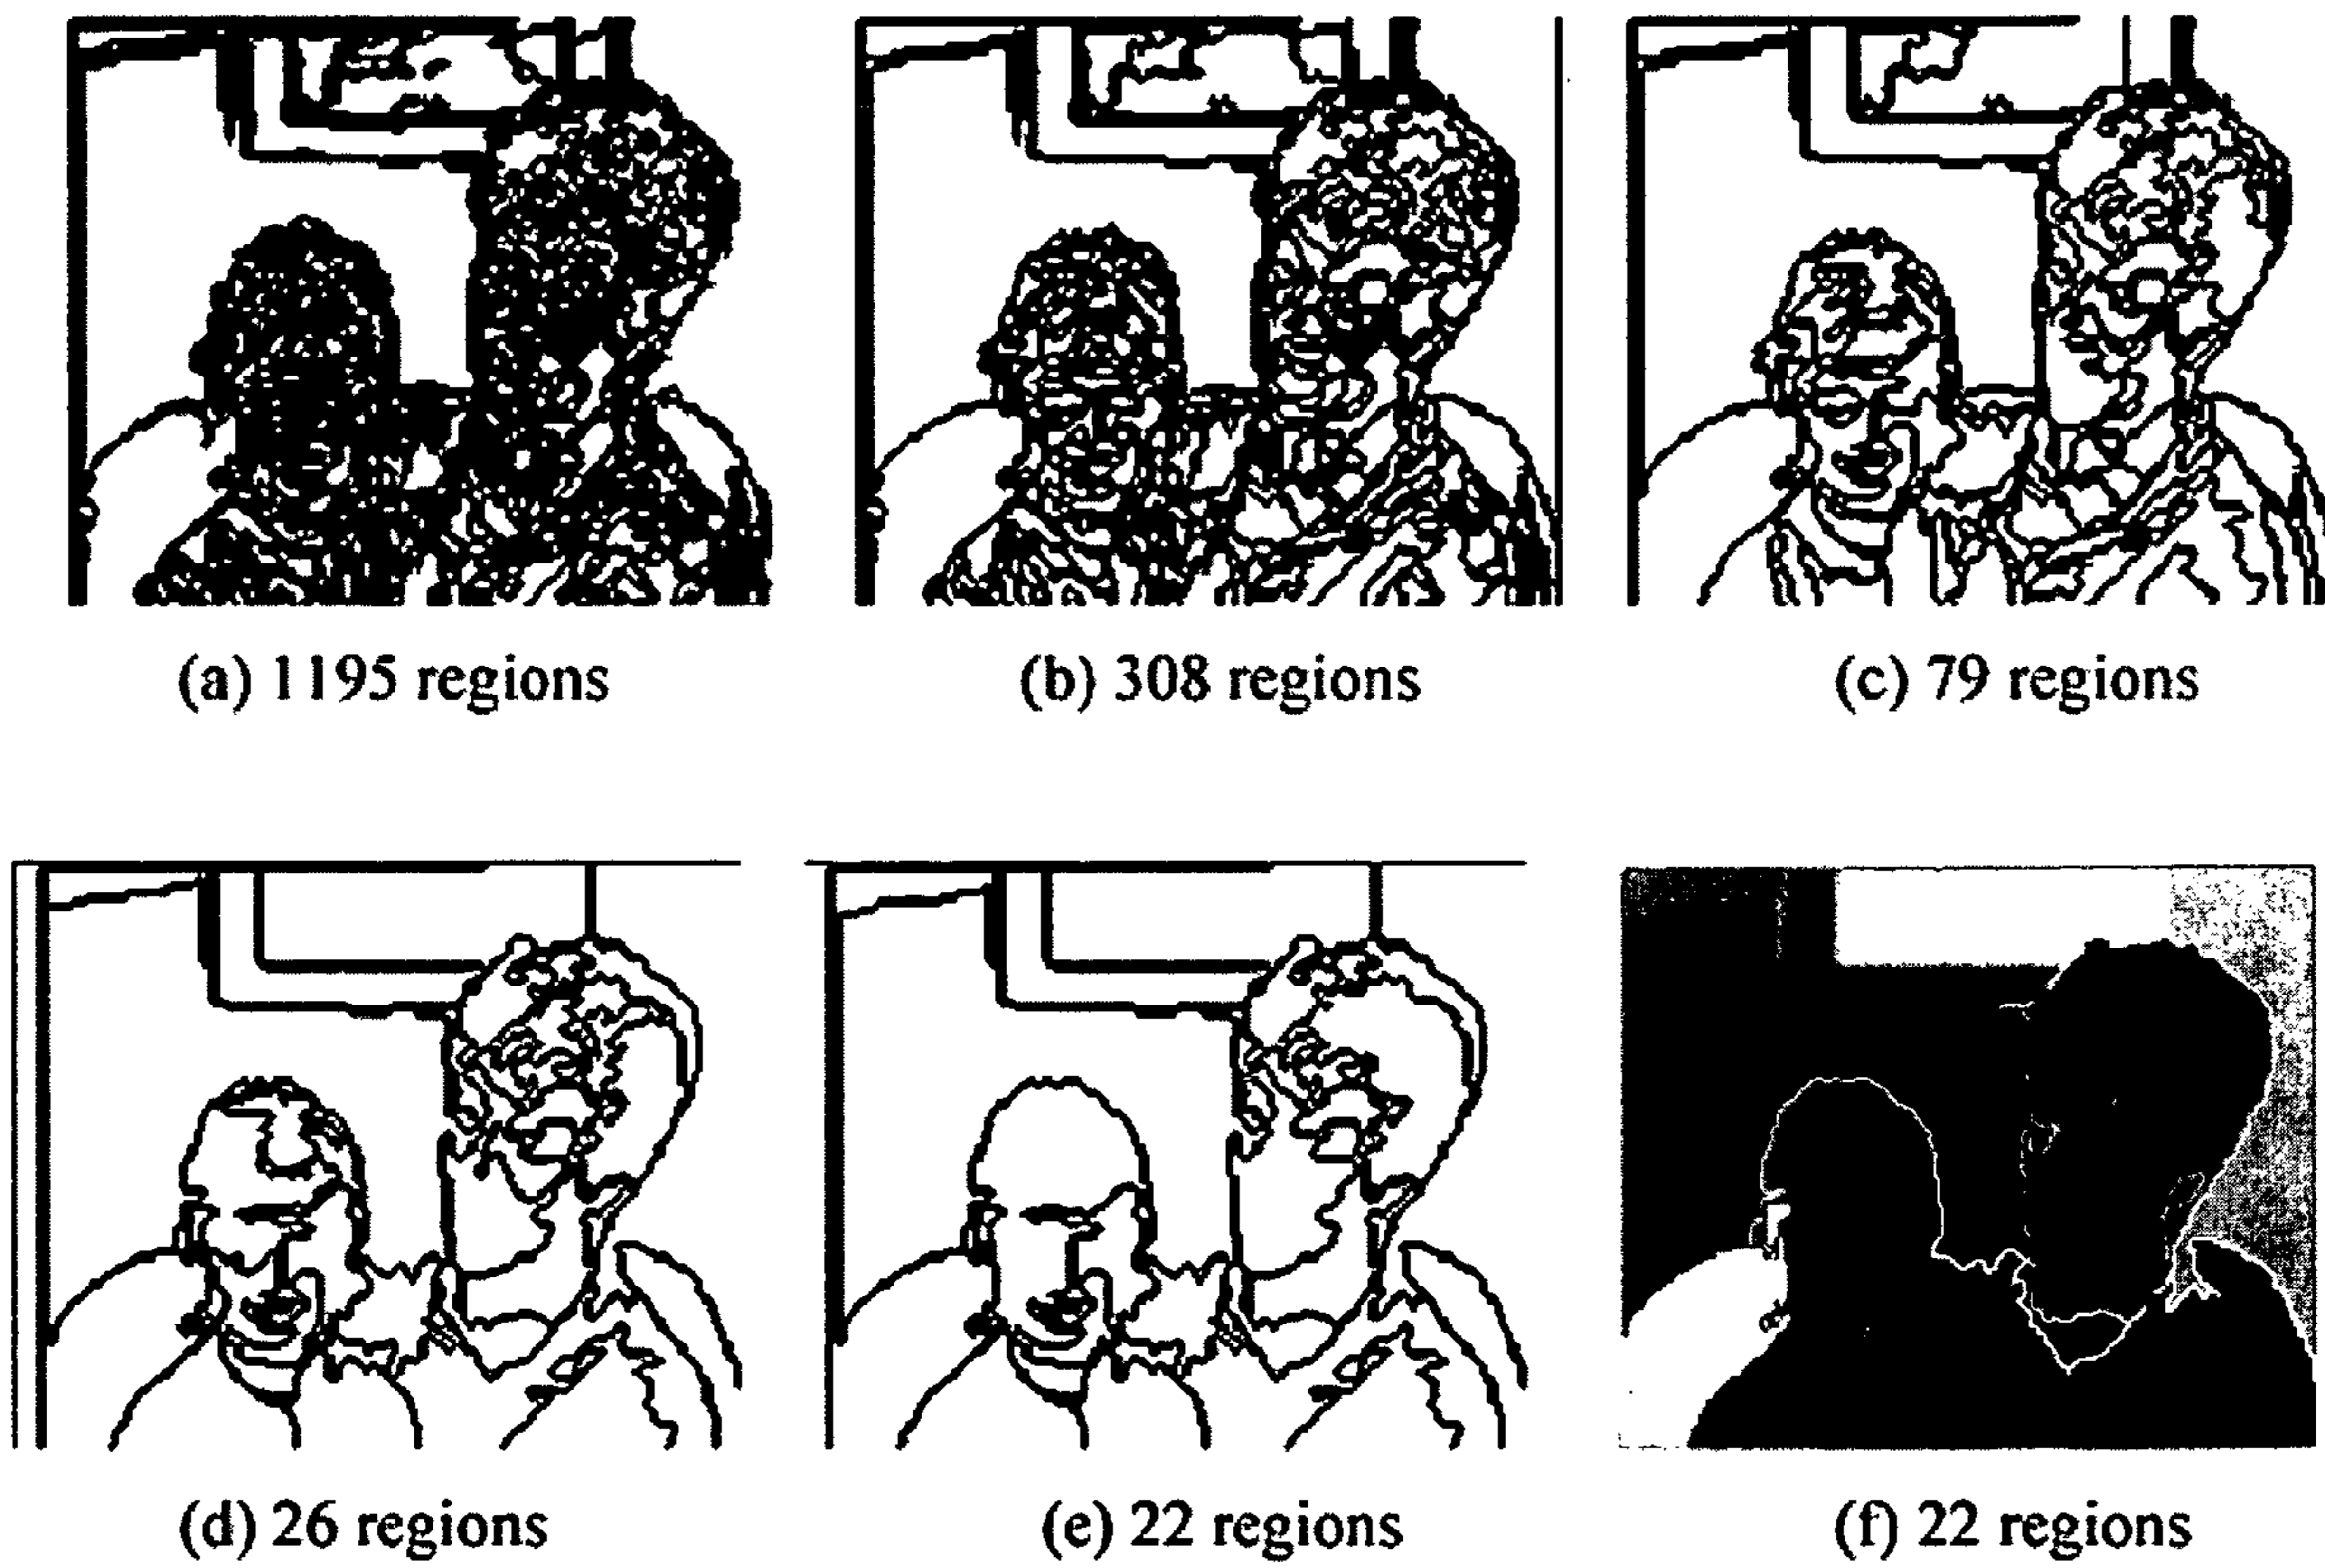 (a) 1195 regions
(b) 308 regions
(c) 79 regions
(d) 26 regions
(e) 22 regions
(f) 22 regions